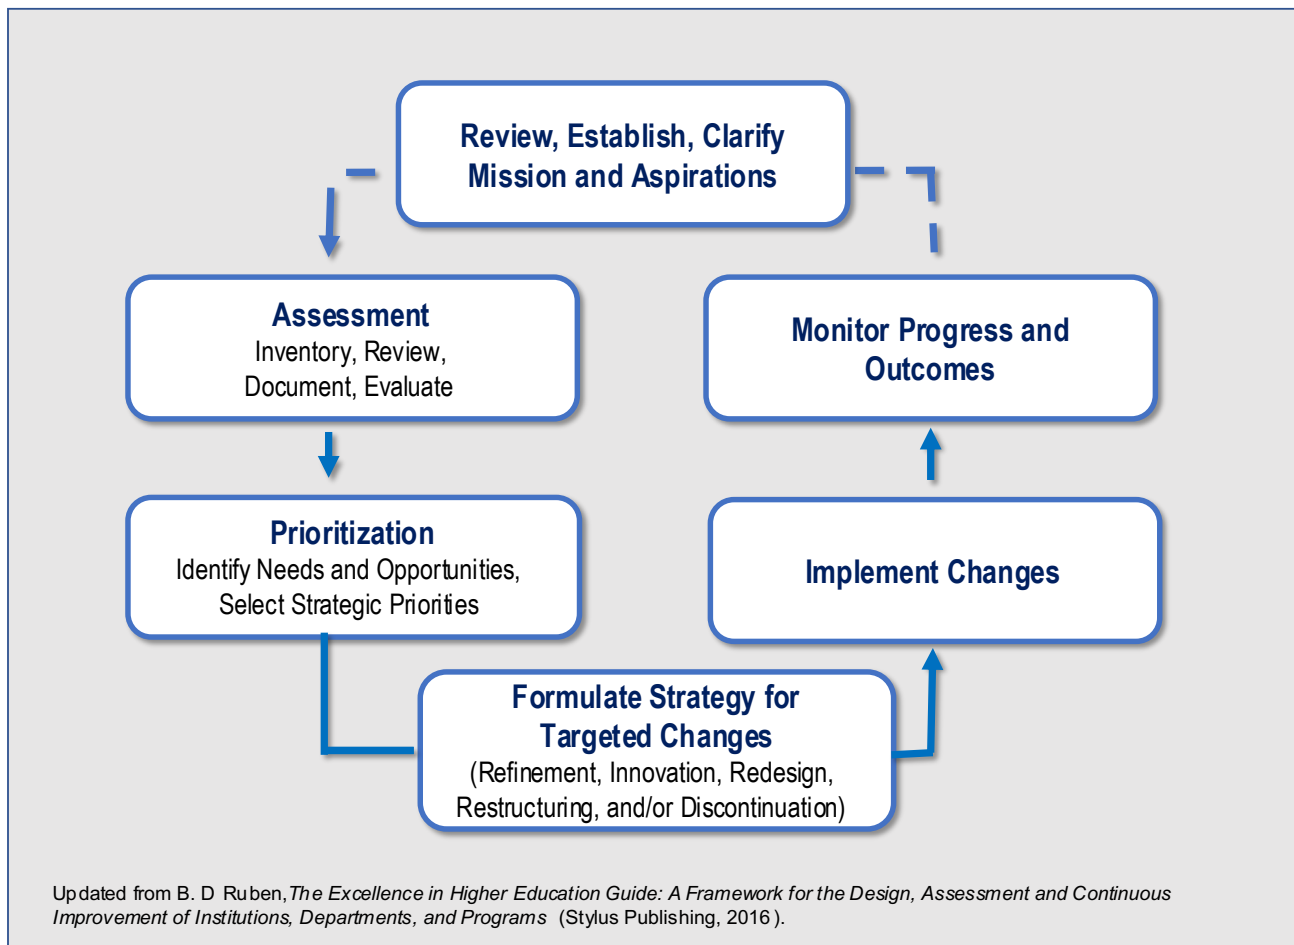 Review, Establish, Clarify
Mission and Aspirations
Assessment
Inventory, Review,
Document, Evaluate
Monitor Progress and
Outcomes
Prioritization
Identify Needs and Opportunities,
Select Strategic Priorities
Implement Changes
Formulate Strategy for
Targeted Changes
(Refinement, Innovation, Redesign,
Restructuring, and/or Discontinuation)
Updated from B. D Ruben, The Excellence in Higher Education Guide: A Framework for the Design, Assessment and Continuous
Improvement of Institutions, Departments, and Programs (Stylus Publishing, 2016).